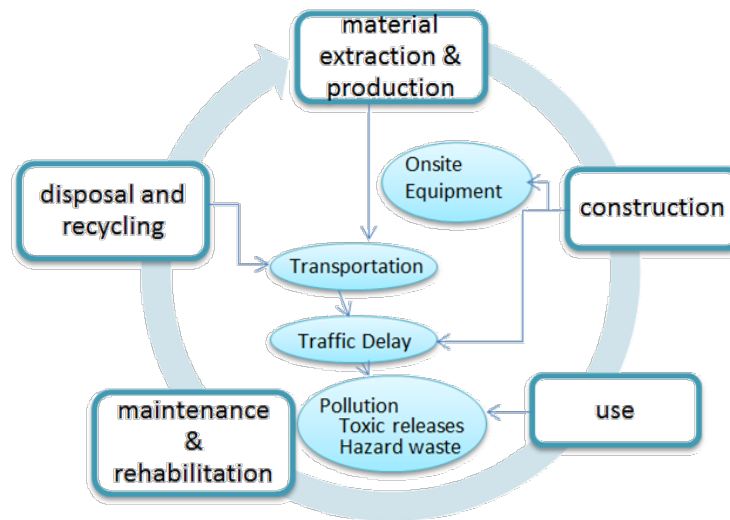 material
extraction &
production
Onsite
Equipment
construction
disposal and
recycling
Transportation
Traffic Delay
Pollution
Toxic releases
Hazard waste
use
maintenance
&
rehabilitation